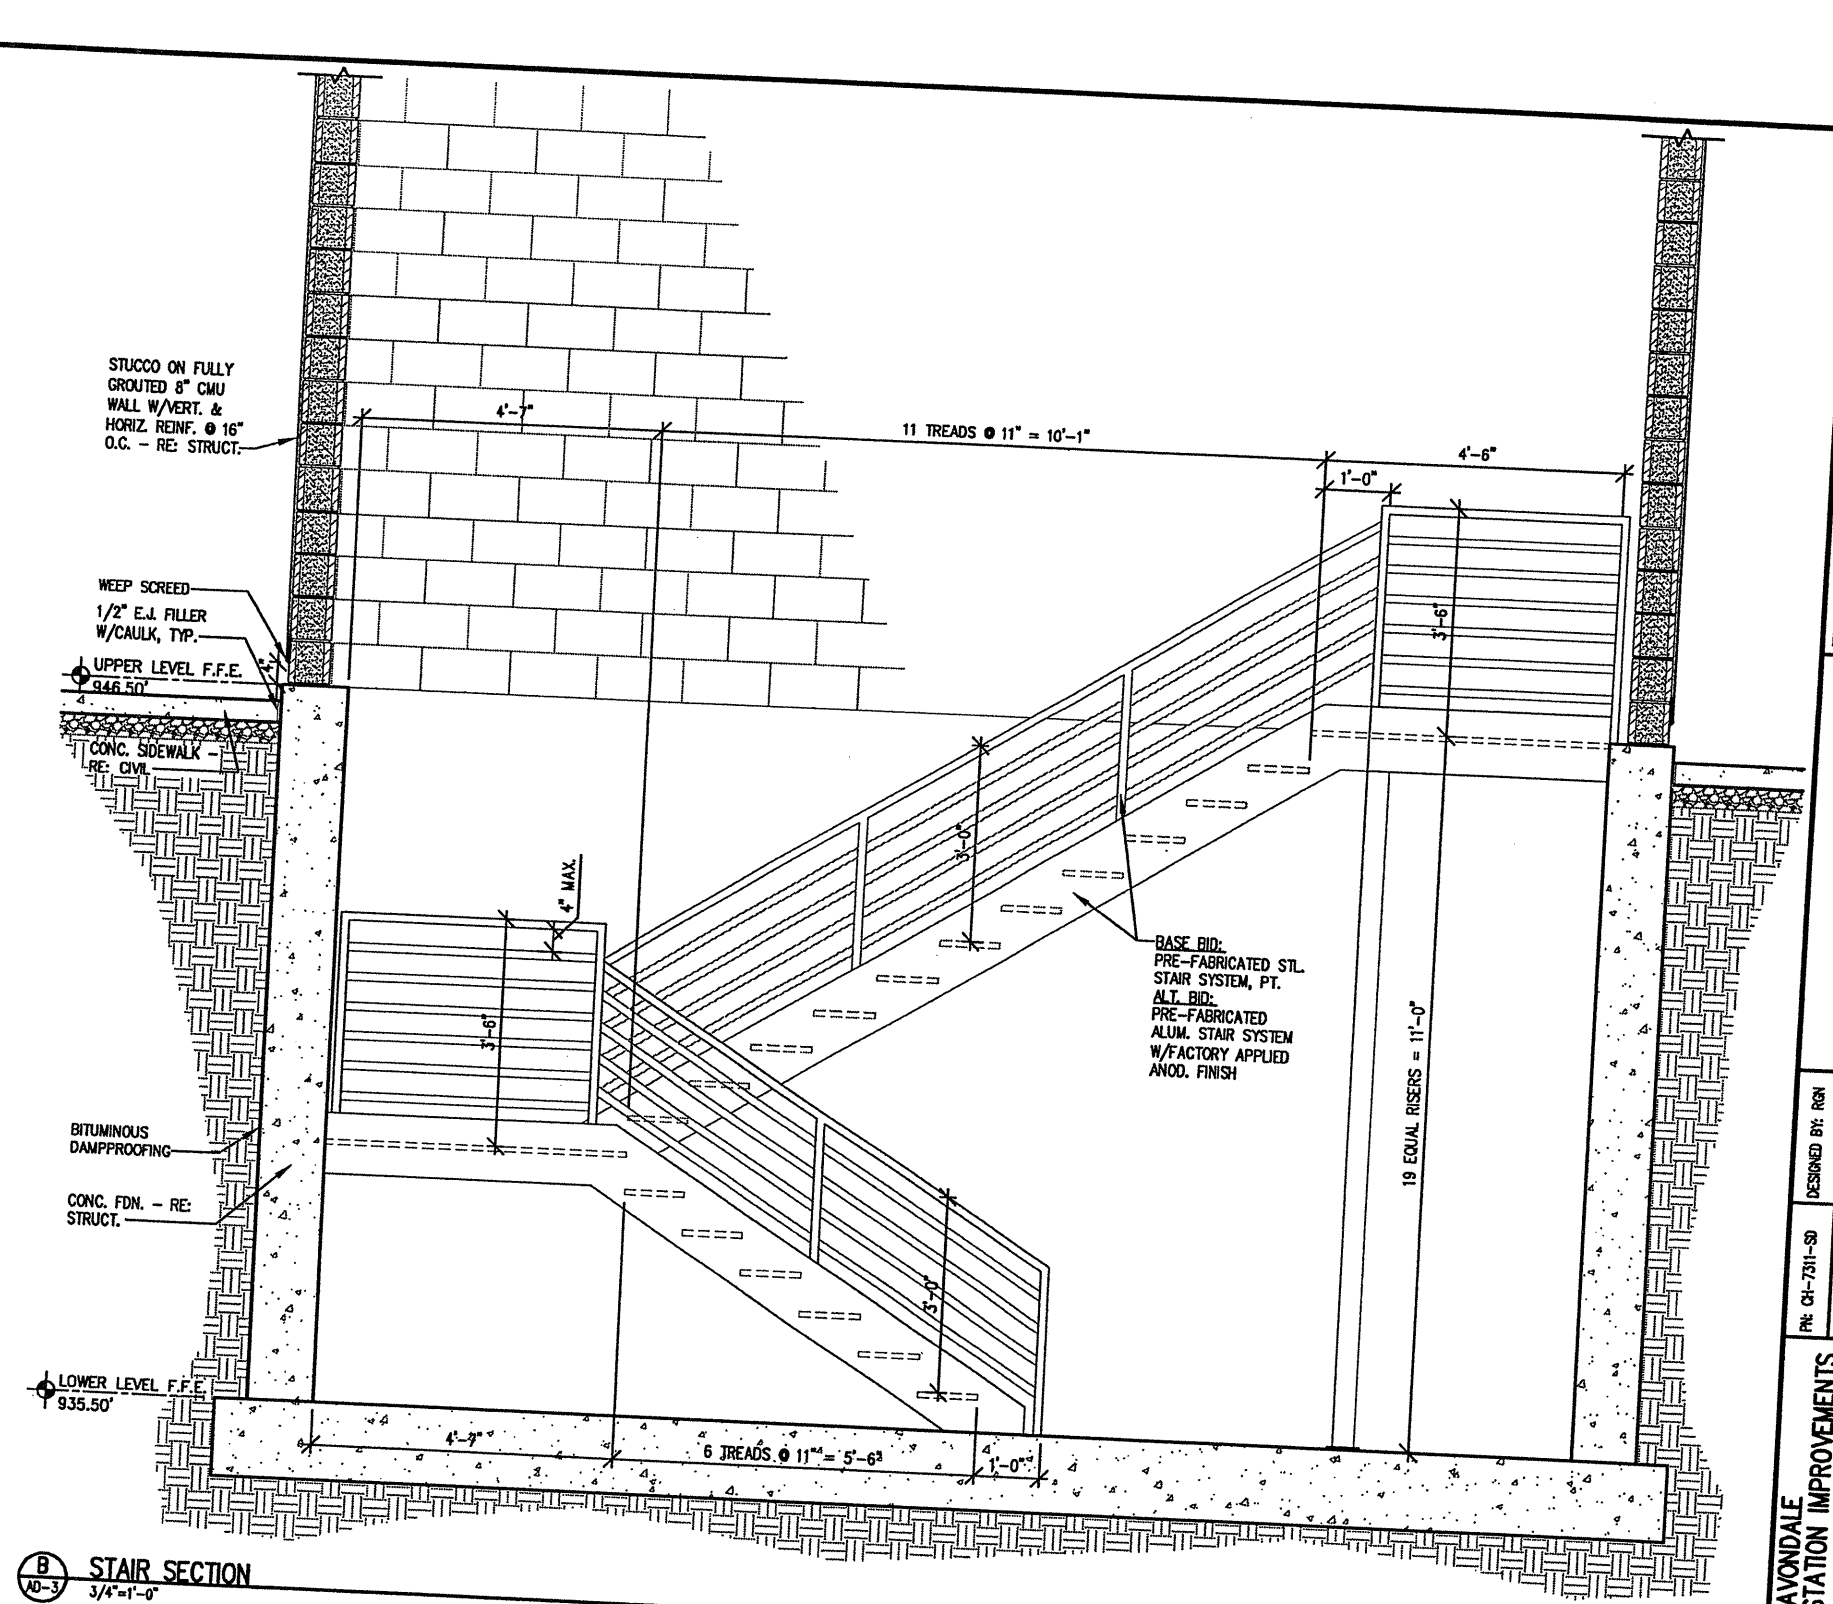 STUCCO ON FULLY
GROUTED 8" CMU
WALL W/VERT. &
HORIZ. REINF. @ 16"
O.C. - RE: STRUCT.
4'-7"
11 TREADS @ 11" = 10'-1"
4'-6"
1'-0"
3'-6"
WEEP SCREED
1/2" E.J. FILLER
W/CAULK, TYP.
4"
UPPER LEVEL F.F.E.
946.50'
CONC. SIDEWALK -
RE: CIVIL
4" MAX.
3'-0"
3'-6"
BASE BID:
PRE-FABRICATED STL.
STAIR SYSTEM, PT.
ALT. BID:
PRE-FABRICATED
ALUM. STAIR SYSTEM
W/FACTORY APPLIED
ANOD. FINISH
19 EQUAL RISERS = 11'-0"
BITUMINOUS
DAMPPROOFING
CONC. FDN. - RE:
STRUCT.
3'-0"
LOWER LEVEL F.F.E.
935.50'
4'-7"
6 TREADS @ 11" = 5'-6"
1'-0"
B
AD-3
STAIR SECTION
3/4"=1'-0"
DESIGNED BY: RGN
PN: CH-7311-SD
AVONDALE
STATION IMPROVEMENTS